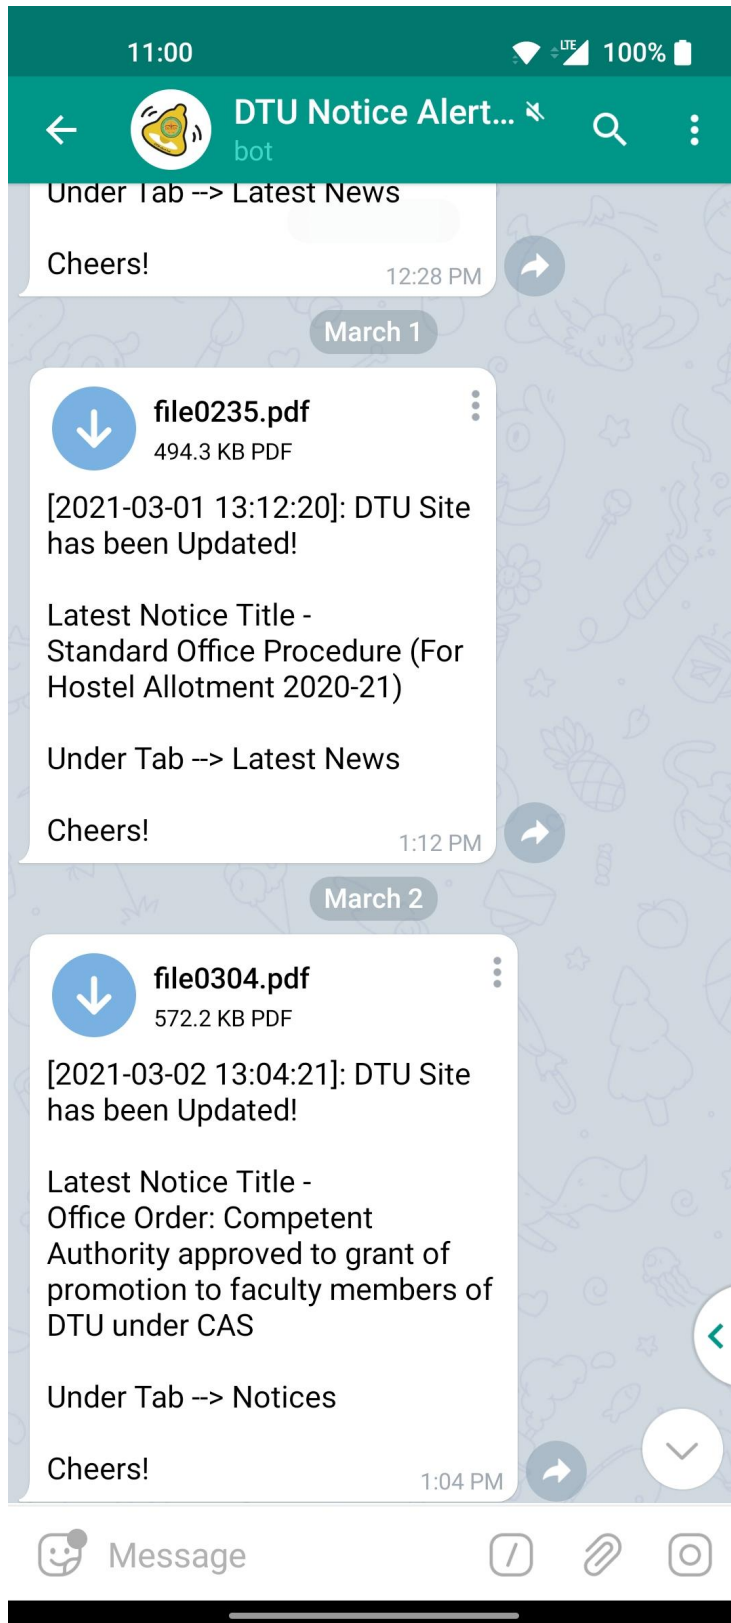 11:00
LTE
100%
DTU Notice Alert...
bot
Under Tab --> Latest News
Cheers!
12:28 PM
March 1
file0235.pdf
494.3 KB PDF
[2021-03-01 13:12:20]: DTU Site
has been Updated!
Latest Notice Title -
Standard Office Procedure (For
Hostel Allotment 2020-21)
Under Tab --> Latest News
Cheers!
1:12 PM
March 2
file0304.pdf
572.2 KB PDF
[2021-03-02 13:04:21]: DTU Site
has been Updated!
Latest Notice Title -
Office Order: Competent
Authority approved to grant of
promotion to faculty members of
DTU under CAS
Under Tab --> Notices
Cheers!
1:04 PM
Message